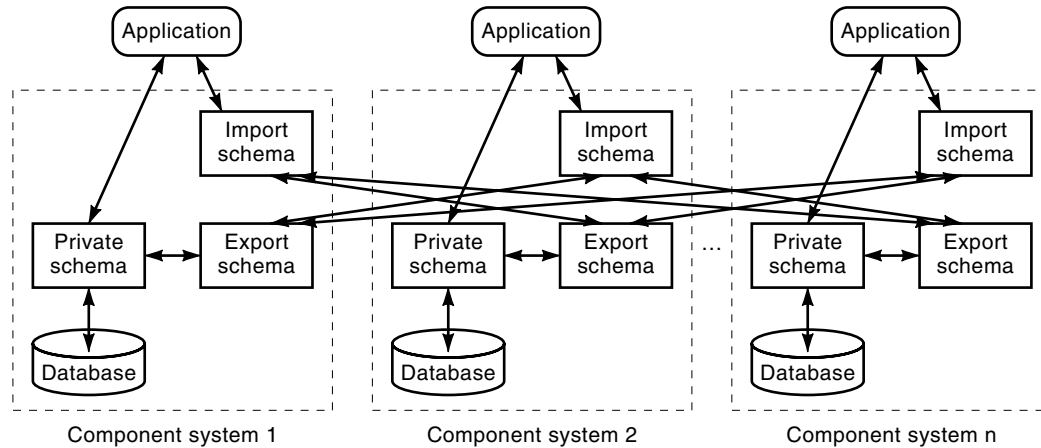 Application
Application
Application
Import
schema
Import
schema
Import
schema
Private
schema
Export
schema
Private
schema
Export
schema
...
Private
schema
Export
schema
Database
Database
Database
Component system 1
Component system 2
Component system n